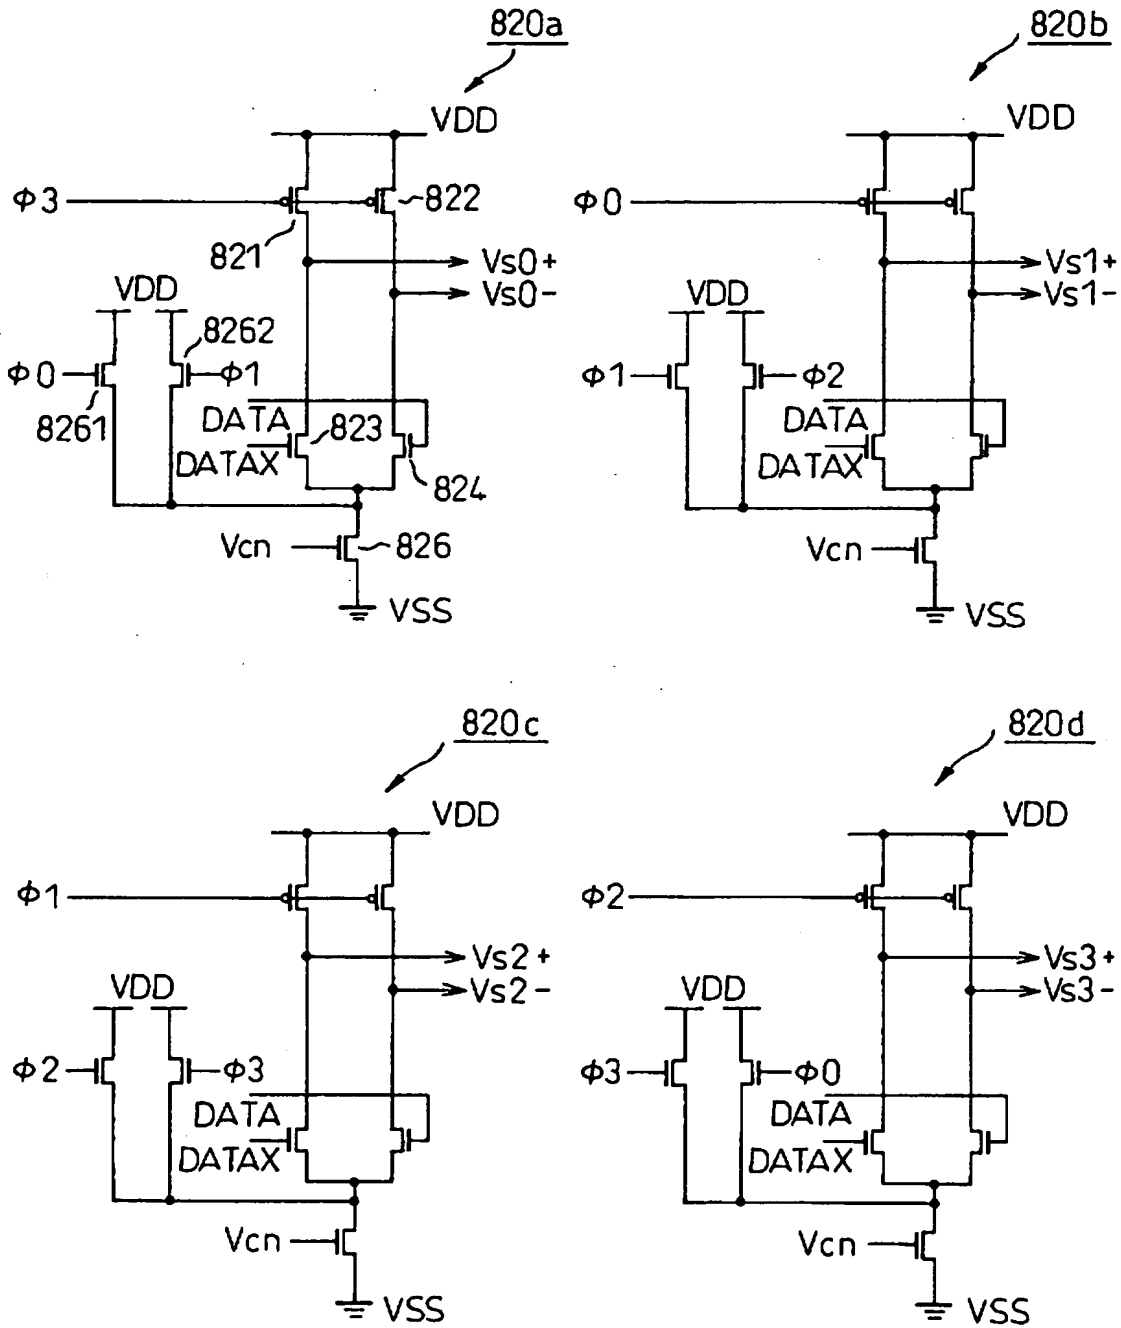 820a
VDD
Φ3
822
821
Vs0+
Vs0-
VDD
8262
Φ0
Φ1
8261
DATA
823
DATAX
824
Vcn
826
VSS
820b
VDD
Φ0
Vs1+
Vs1-
VDD
Φ1
Φ2
DATA
DATAX
Vcn
VSS
820c
VDD
Φ1
Vs2+
Vs2-
VDD
Φ2
Φ3
DATA
DATAX
Vcn
VSS
820d
VDD
Φ2
Vs3+
Vs3-
VDD
Φ3
Φ0
DATA
DATAX
Vcn
VSS